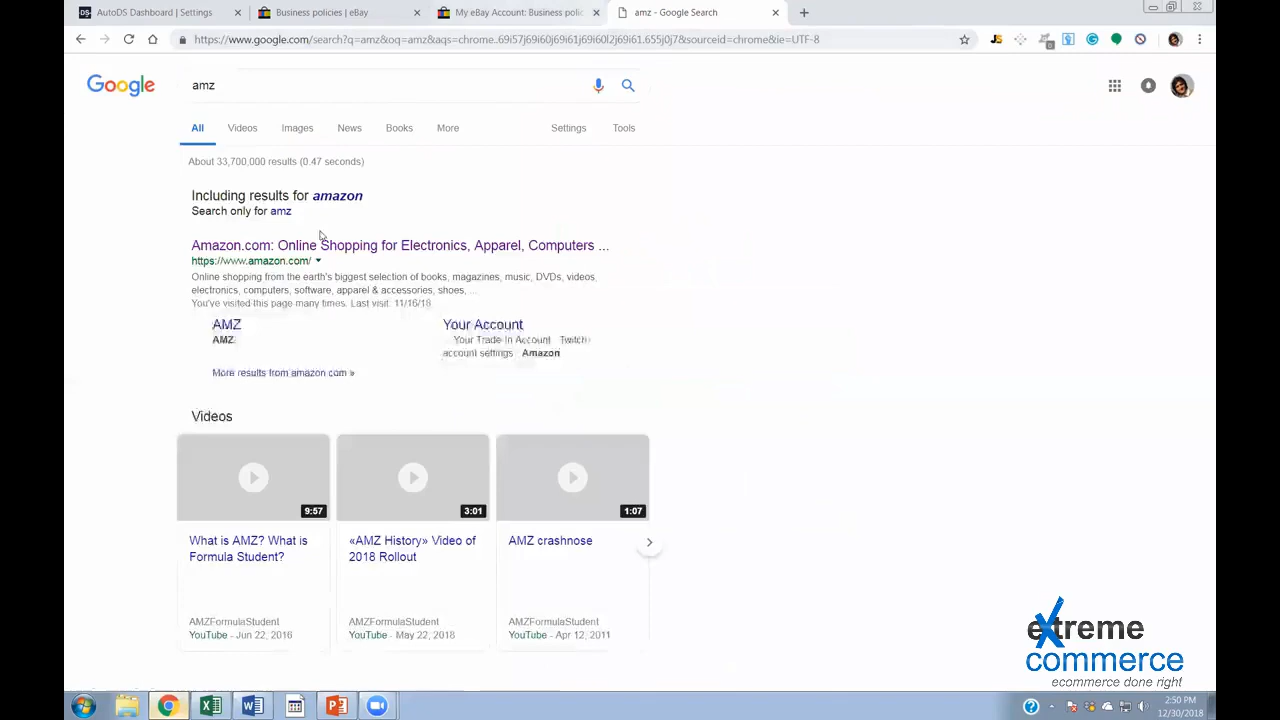 AutoDS Dashboard | Settings
Business policies | eBay
My eBay Account: Business polic
amz - Google Search
https://www.google.com/search?q=amz&oq=amz&aqs=chrome..69i57j69i60j69i61j69i60l2j69i61.655j0j7&sourceid=chrome&ie=UTF-8
Google
amz
All
Videos
Images
News
Books
More
Settings
Tools
About 33,700,000 results (0.47 seconds)
Including results for amazon
Search only for amz
Amazon.com: Online Shopping for Electronics, Apparel, Computers ...
https://www.amazon.com/
Online shopping from the earth's biggest selection of books, magazines, music, DVDs, videos,
electronics, computers, software, apparel & accessories, shoes, ...
You've visited this page many times. Last visit: 11/16/18
AMZ
AMZ
Your Account
Your Trade In Account Twitch
account settings Amazon
More results from amazon.com »
Videos
9:57
3:01
1:07
What is AMZ? What is
Formula Student?
AMZFormulaStudent
YouTube - Jun 22, 2016
«AMZ History» Video of
2018 Rollout
AMZFormulaStudent
YouTube - May 22, 2018
AMZ crashnose
AMZFormulaStudent
YouTube - Apr 12, 2011
extreme
commerce
ecommerce done right
2:50 PM
12/30/2018